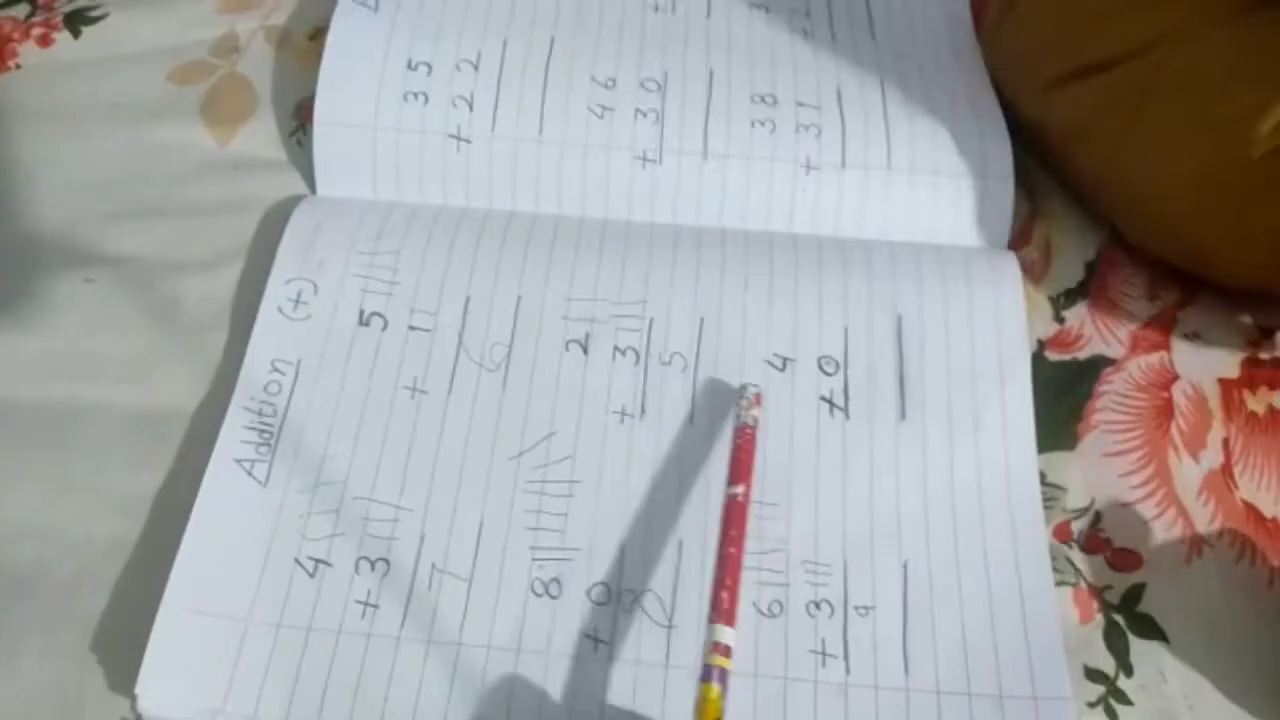 Addition (+)
4 5
+3 + 1
7 6
8 2
+ 0 + 3
8 5
6 4
+3 +0
9
35 46 38
+22 +30 +31